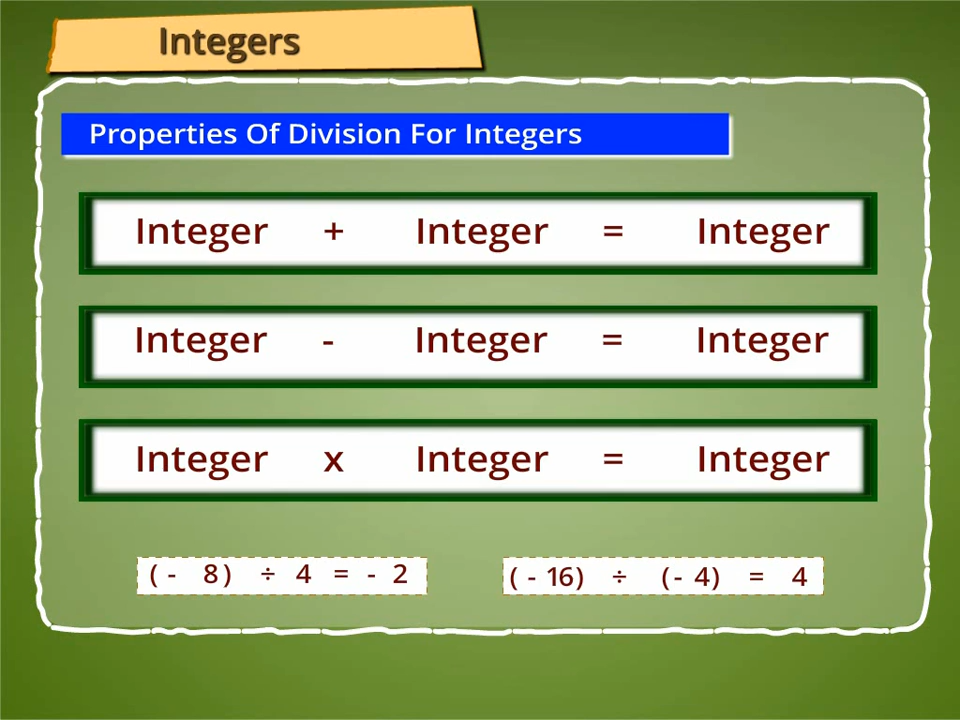 Integers
Properties Of Division For Integers
Integer + Integer = Integer
Integer - Integer = Integer
Integer x Integer = Integer
(- 8) ÷ 4 = - 2
(- 16) ÷ (- 4) = 4